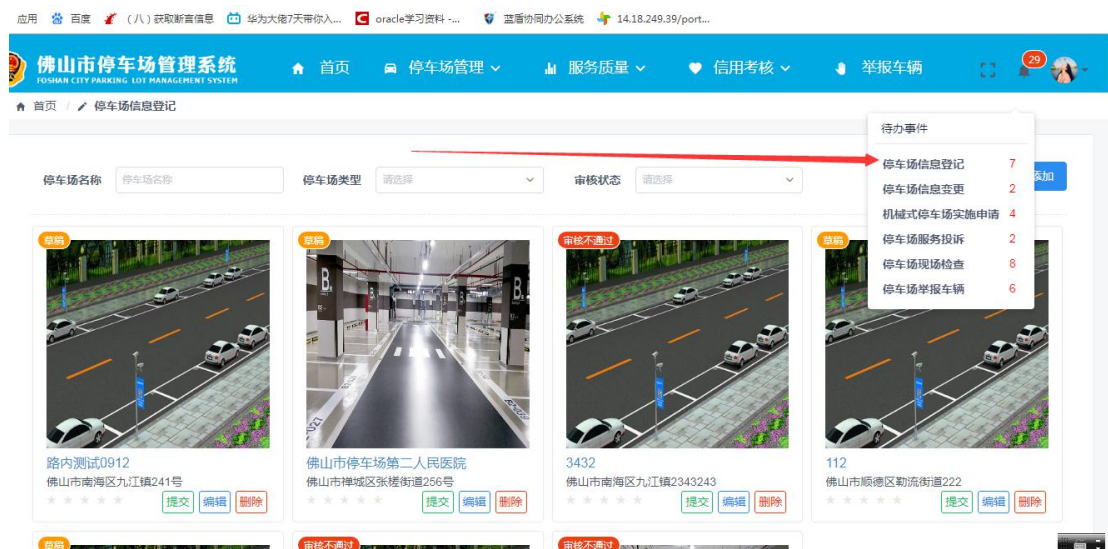 应用 百度 (八) 获取断言信息 华为大佬7天带你入... oracle学习资料 -... 蓝盾协同办公系统 14.18.249.39/port...
佛山市停车场管理系统 首页 停车场管理 服务质量 信用考核 举报车辆 29
FOSHAN CITY PARKING LOT MANAGEMENT SYSTEM
首页 / 停车场信息登记
待办事件
停车场信息登记 7
停车场信息变更 2
机械式停车场实施申请 4
停车场服务投诉 2
停车场现场检查 8
停车场举报车辆 6
停车场名称 停车场名称 停车场类型 请选择 审核状态 请选择 添加
草稿 草稿 审核不通过 草稿
路内测试0912 佛山市停车场第二人民医院 3432 112
佛山市南海区九江镇241号 佛山市禅城区张槎街道256号 佛山市南海区九江镇2343243 佛山市顺德区勒流街道222
提交 编辑 删除 提交 编辑 删除 提交 编辑 删除 提交 编辑 删除
草稿 审核不通过 审核不通过